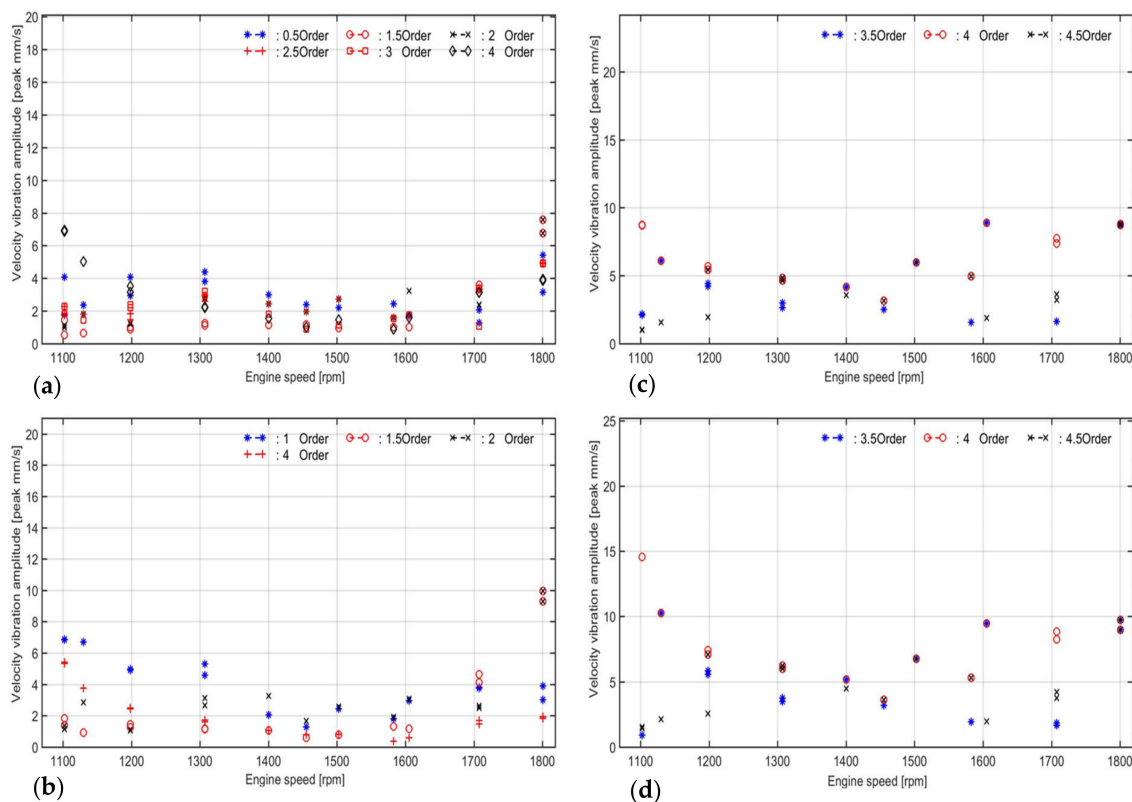 20
18
16
14
12
10
8
6
4
2
0
Velocity vibration amplitude [peak mm/s]
: 0.5Order : 1.5Order : 2 Order
: 2.5Order : 3 Order : 4 Order
1100 1200 1300 1400 1500 1600 1700 1800
Engine speed [rpm]
(a)
20
15
10
5
0
Velocity vibration amplitude [peak mm/s]
: 3.5Order : 4 Order : 4.5Order
1100 1200 1300 1400 1500 1600 1700 1800
Engine speed [rpm]
(c)
20
18
16
14
12
10
8
6
4
2
0
Velocity vibration amplitude [peak mm/s]
: 1 Order : 1.5Order : 2 Order
: 4 Order
1100 1200 1300 1400 1500 1600 1700 1800
Engine speed [rpm]
(b)
25
20
15
10
5
0
Velocity vibration amplitude [peak mm/s]
: 3.5Order : 4 Order : 4.5Order
1100 1200 1300 1400 1500 1600 1700 1800
Engine speed [rpm]
(d)